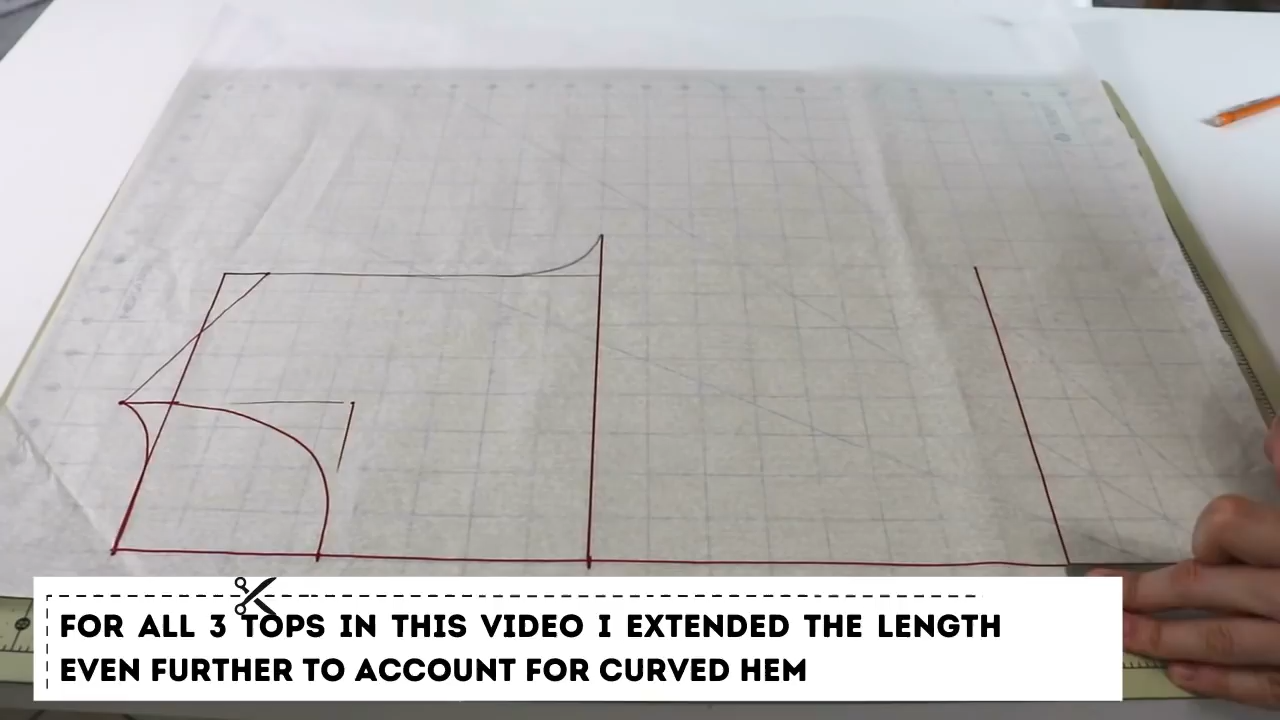 FOR ALL 3 TOPS IN THIS VIDEO I EXTENDED THE LENGTH
EVEN FURTHER TO ACCOUNT FOR CURVED HEM